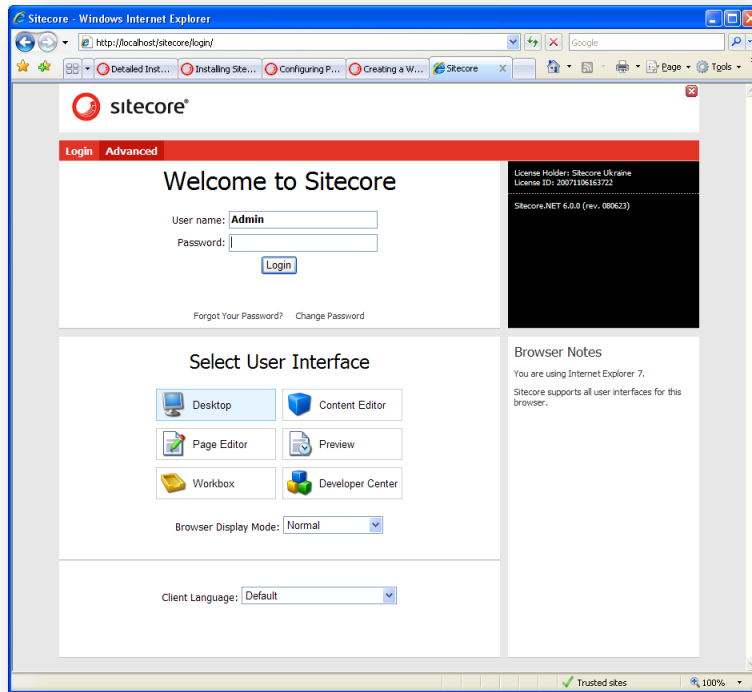 Sitecore - Windows Internet Explorer
http://localhost/sitecore/login/
Google
Detailed Inst...
Installing Site...
Configuring P...
Creating a W...
Sitecore
Page
Tools
sitecore®
Login Advanced
Welcome to Sitecore
User name: Admin
Password:
Login
Forgot Your Password? Change Password
License Holder: Sitecore Ukraine
License ID: 20071106163722
Sitecore.NET 6.0.0 (rev. 080623)
Select User Interface
Desktop
Content Editor
Page Editor
Preview
Workbox
Developer Center
Browser Display Mode: Normal
Client Language: Default
Browser Notes
You are using Internet Explorer 7.
Sitecore supports all user interfaces for this
browser.
Trusted sites
100%